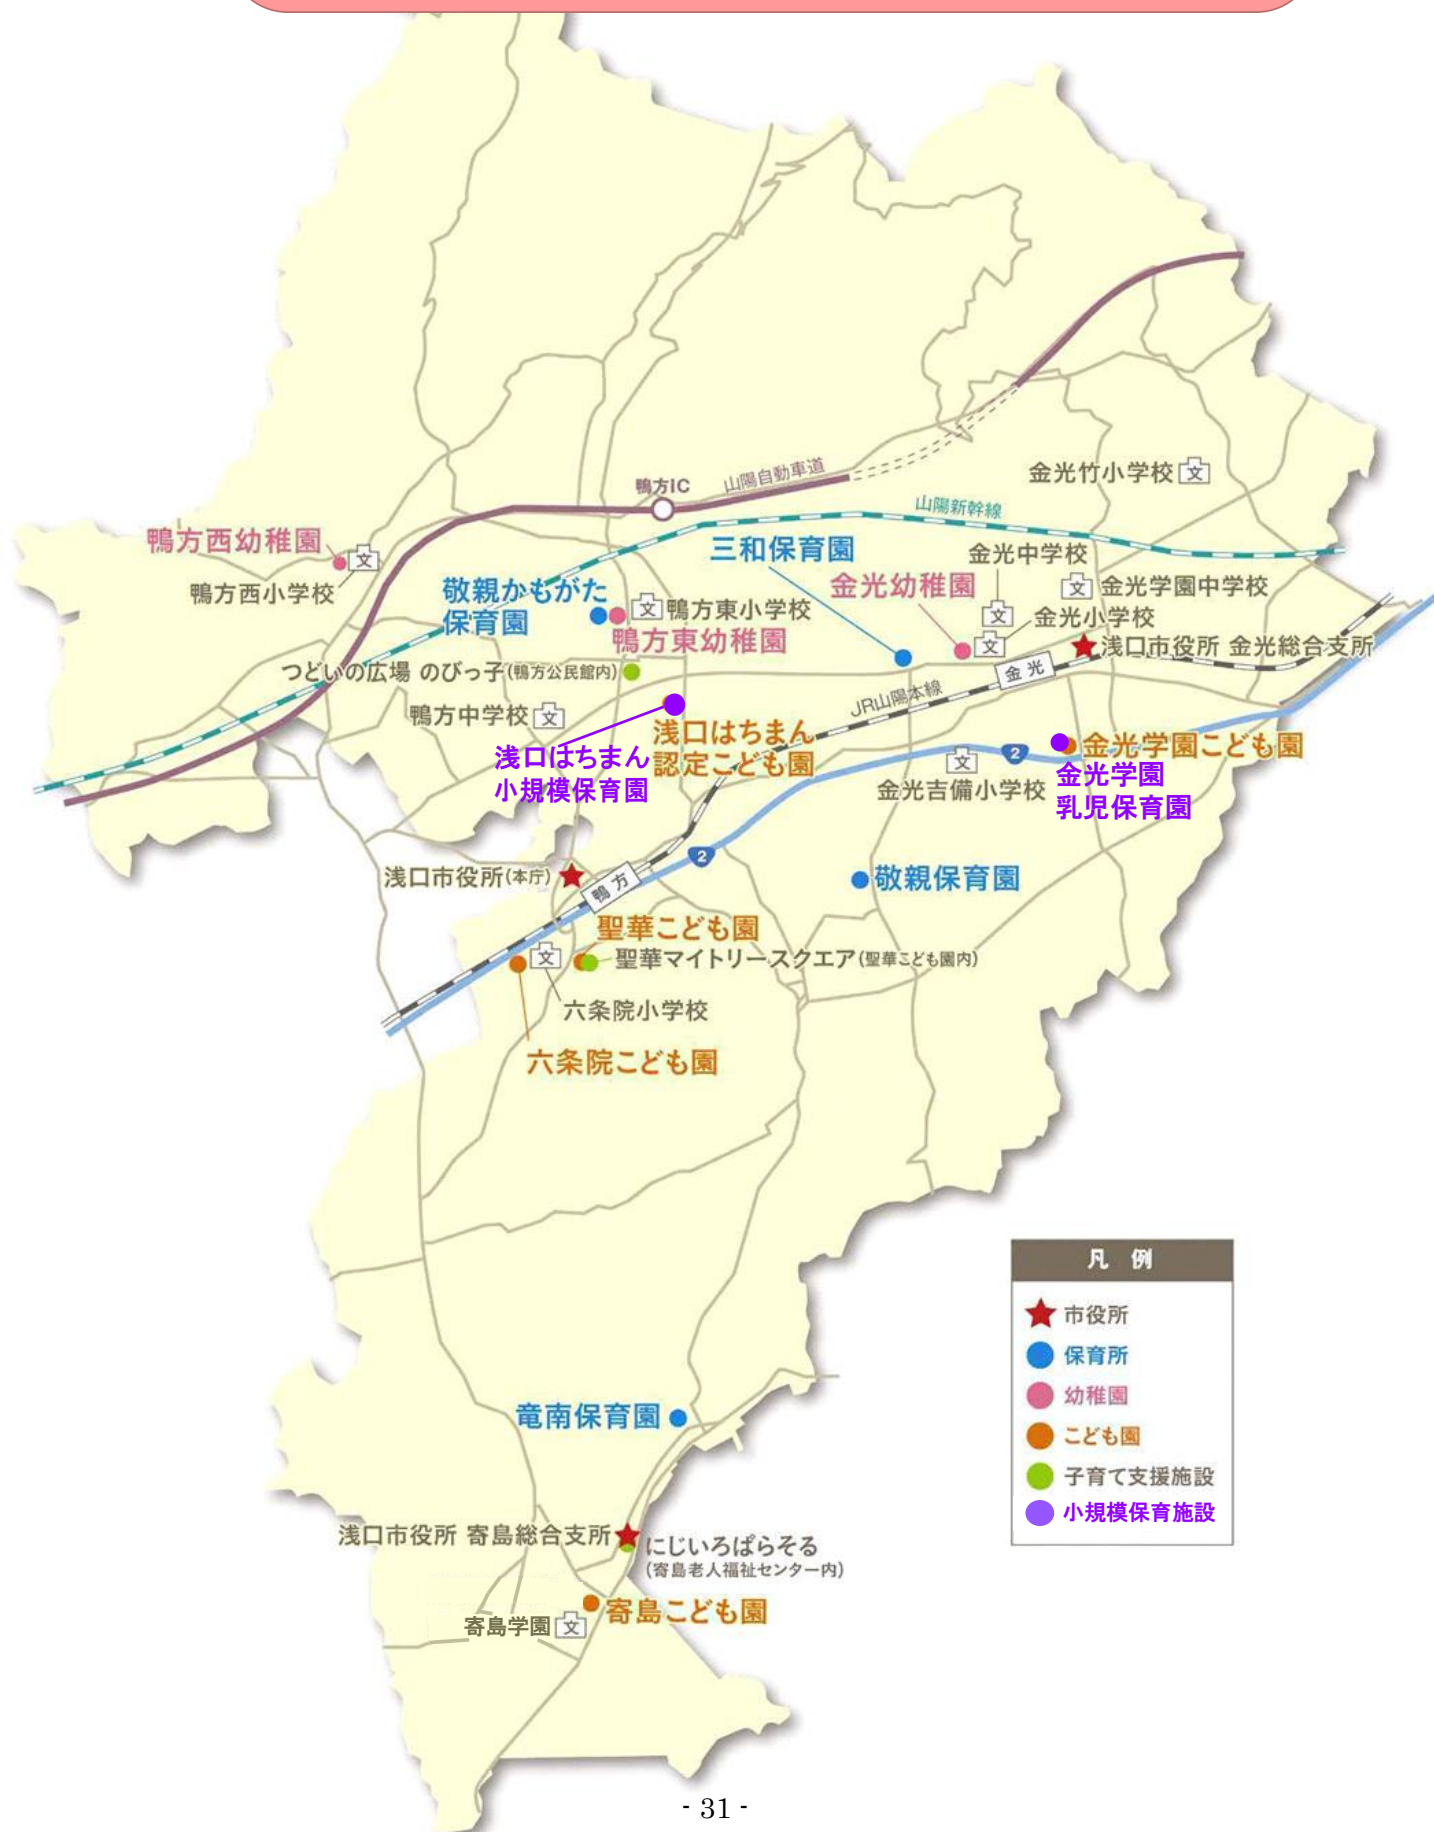 鴨方IC
山陽自動車道
金光竹小学校
文
山陽新幹線
鴨方西幼稚園
文
鴨方西小学校
三和保育園
金光中学校
文
敬親かもがた
保育園
金光幼稚園
文
金光学園中学校
文
鴨方東小学校
鴨方東幼稚園
金光小学校
文
浅口市役所 金光総合支所
つどいの広場 のびっ子(鴨方公民館内)
金光
JR山陽本線
鴨方中学校
文
浅口はちまん
認定こども園
浅口はちまん
小規模保育園
2
金光学園こども園
文
金光吉備小学校
金光学園
乳児保育園
2
浅口市役所(本庁)
鴨方
敬親保育園
聖華こども園
文
聖華マイトリースクエア(聖華こども園内)
六条院小学校
六条院こども園
凡 例
市役所
保育所
幼稚園
こども園
子育て支援施設
小規模保育施設
竜南保育園
浅口市役所 寄島総合支所
にじいろぱらそる
(寄島老人福祉センター内)
寄島こども園
寄島学園
文
- 31 -